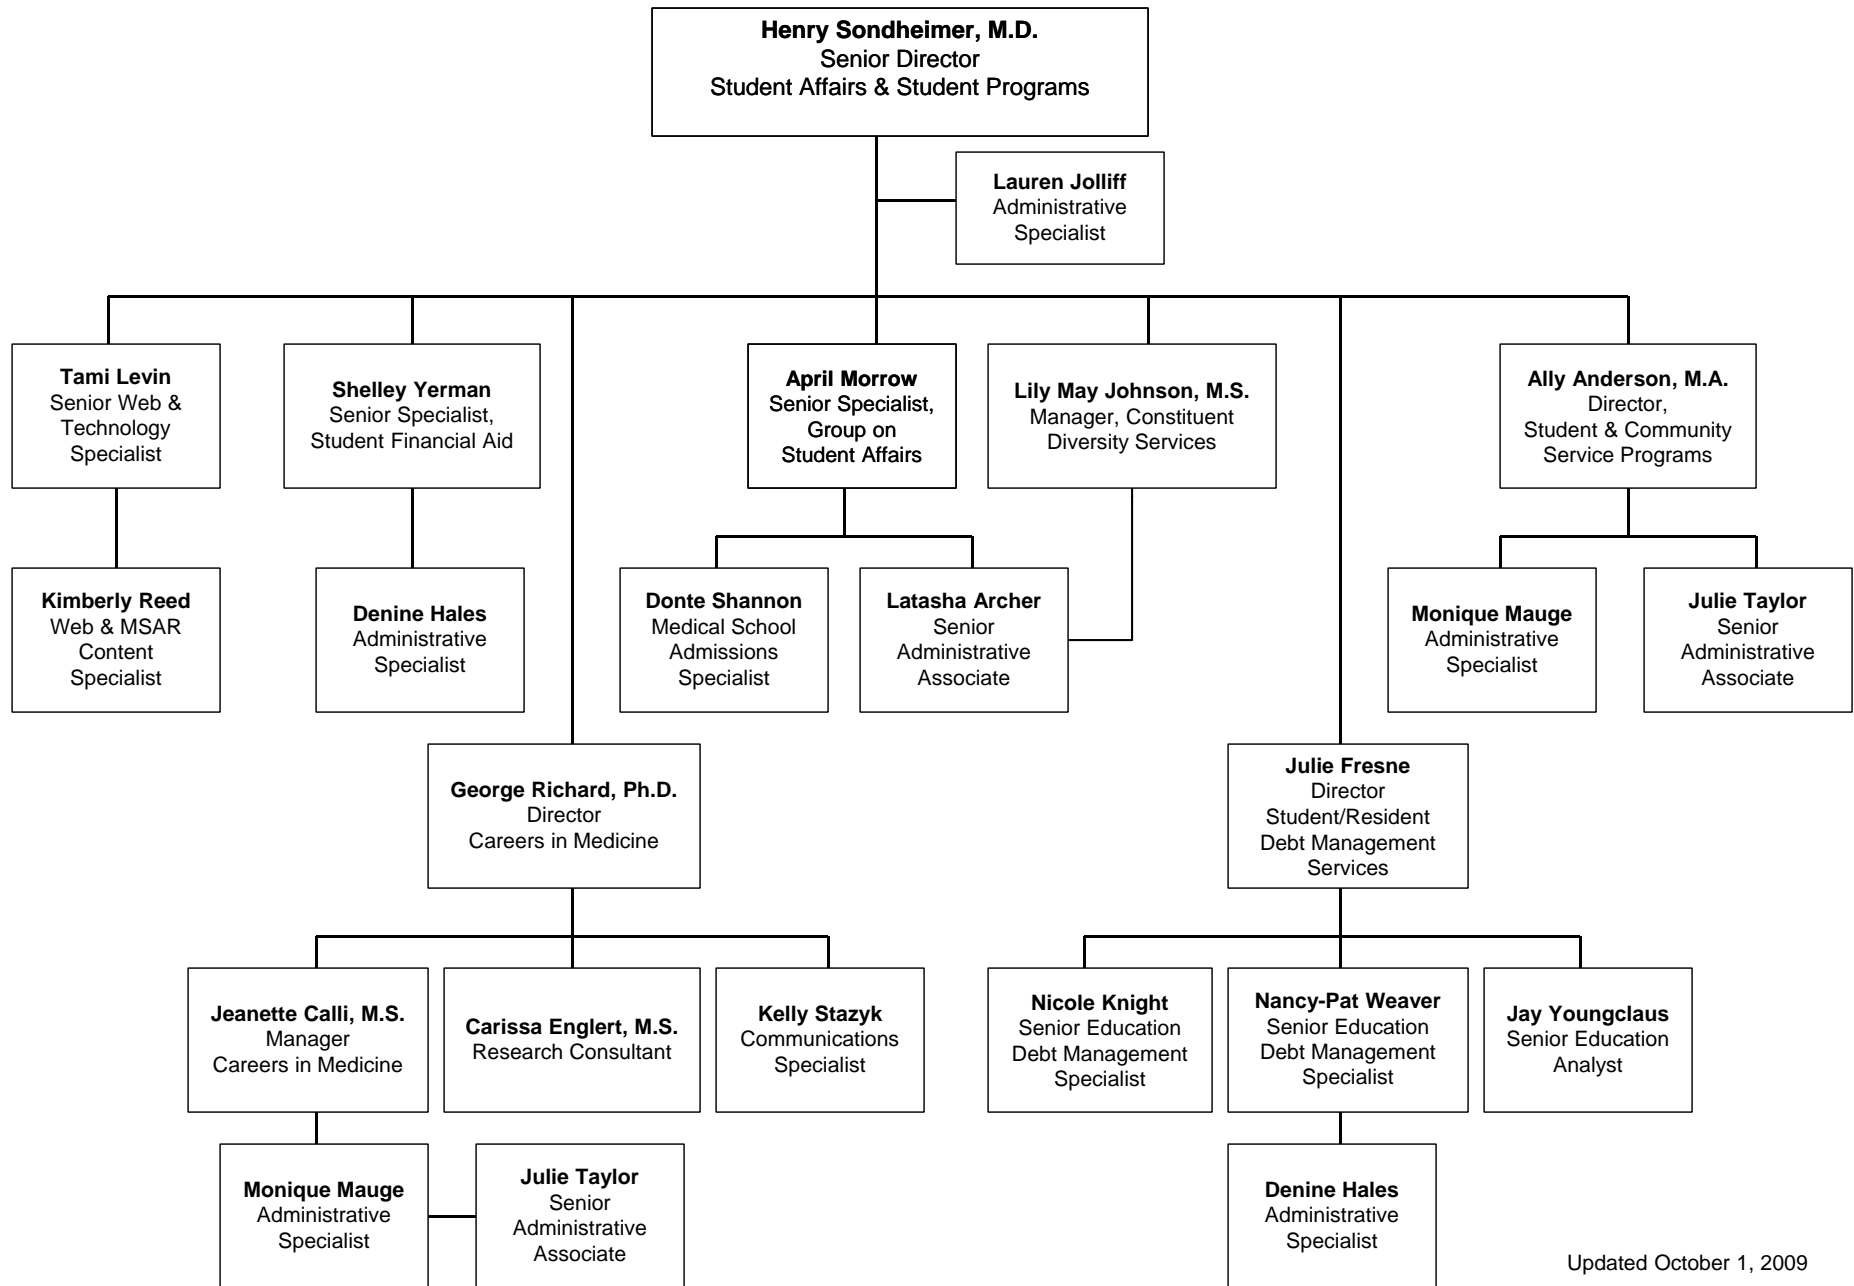 Henry Sondheimer, M.D.
Senior Director
Student Affairs & Student Programs
Lauren Jolliff
Administrative
Specialist
Tami Levin
Senior Web &
Technology
Specialist
Shelley Yerman
Senior Specialist,
Student Financial Aid
April Morrow
Senior Specialist,
Group on
Student Affairs
Lily May Johnson, M.S.
Manager, Constituent
Diversity Services
Ally Anderson, M.A.
Director,
Student & Community
Service Programs
Kimberly Reed
Web & MSAR
Content
Specialist
Denine Hales
Administrative
Specialist
Donte Shannon
Medical School
Admissions
Specialist
Latasha Archer
Senior
Administrative
Associate
Monique Mauge
Administrative
Specialist
Julie Taylor
Senior
Administrative
Associate
George Richard, Ph.D.
Director
Careers in Medicine
Julie Fresne
Director
Student/Resident
Debt Management
Services
Jeanette Calli, M.S.
Manager
Careers in Medicine
Carissa Englert, M.S.
Research Consultant
Kelly Stazyk
Communications
Specialist
Nicole Knight
Senior Education
Debt Management
Specialist
Nancy-Pat Weaver
Senior Education
Debt Management
Specialist
Jay Youngclaus
Senior Education
Analyst
Monique Mauge
Administrative
Specialist
Julie Taylor
Senior
Administrative
Associate
Denine Hales
Administrative
Specialist
Updated October 1, 2009